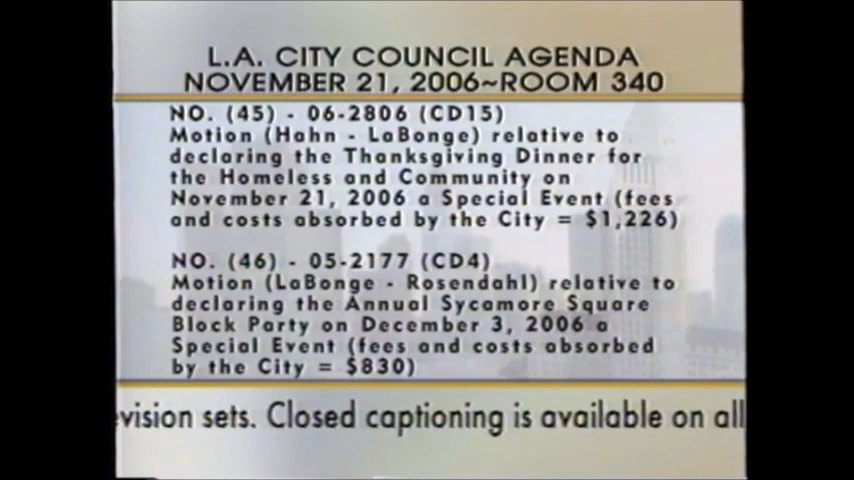 L.A. CITY COUNCIL AGENDA
NOVEMBER 21, 2006~ROOM 340
NO. (45) - 06-2806 (CD15)
Motion (Hahn - LaBonge) relative to
declaring the Thanksgiving Dinner for
the Homeless and Community on
November 21, 2006 a Special Event (fees
and costs absorbed by the City = $1,226)
NO. (46) - 05-2177 (CD4)
Motion (LaBonge - Rosendahl) relative to
declaring the Annual Sycamore Square
Block Party on December 3, 2006 a
Special Event (fees and costs absorbed
by the City = $830)
evision sets. Closed captioning is available on all